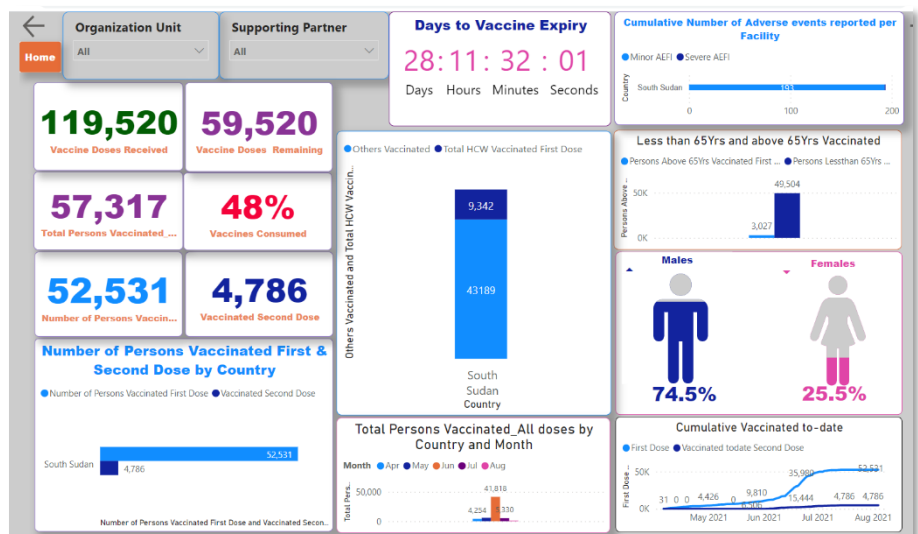 Home
Organization Unit
All
Supporting Partner
All
Days to Vaccine Expiry
28:11: 32 : 01
Days Hours Minutes Seconds
Cumulative Number of Adverse events reported per
Facility
Minor AEFI Severe AEFI
Country
South Sudan
193
0 100 200
119,520
Vaccine Doses Received
59,520
Vaccine Doses Remaining
57,317
Total Persons Vaccinated_...
48%
Vaccines Consumed
52,531
Number of Persons Vaccin...
4,786
Vaccinated Second Dose
Others Vaccinated Total HCW Vaccinated First Dose
Others Vaccinated and Total HCW Vaccin...
9,342
43189
South
Sudan
Country
Less than 65Yrs and above 65Yrs Vaccinated
Persons Above 65Yrs Vaccinated First ... Persons Lessthan 65Yrs ...
Persons Above ...
50K
0K
3,027
49,504
Males
74.5%
Females
25.5%
Number of Persons Vaccinated First &
Second Dose by Country
Number of Persons Vaccinated First Dose Vaccinated Second Dose
South Sudan
52,531
4,786
Number of Persons Vaccinated First Dose and Vaccinated Secon..
Total Persons Vaccinated_All doses by
Country and Month
Month Apr May Jun Jul Aug
Total Pers...
50,000
0
4,254
41,818
5,330
Cumulative Vaccinated to-date
First Dose Vaccinated todate Second Dose
First Dose ...
50K
0K
31 0 0 4,426 0 9,810
35,989
52,531
15,444 4,786 4,786
May 2021 Jun 2021 Jul 2021 Aug 2021